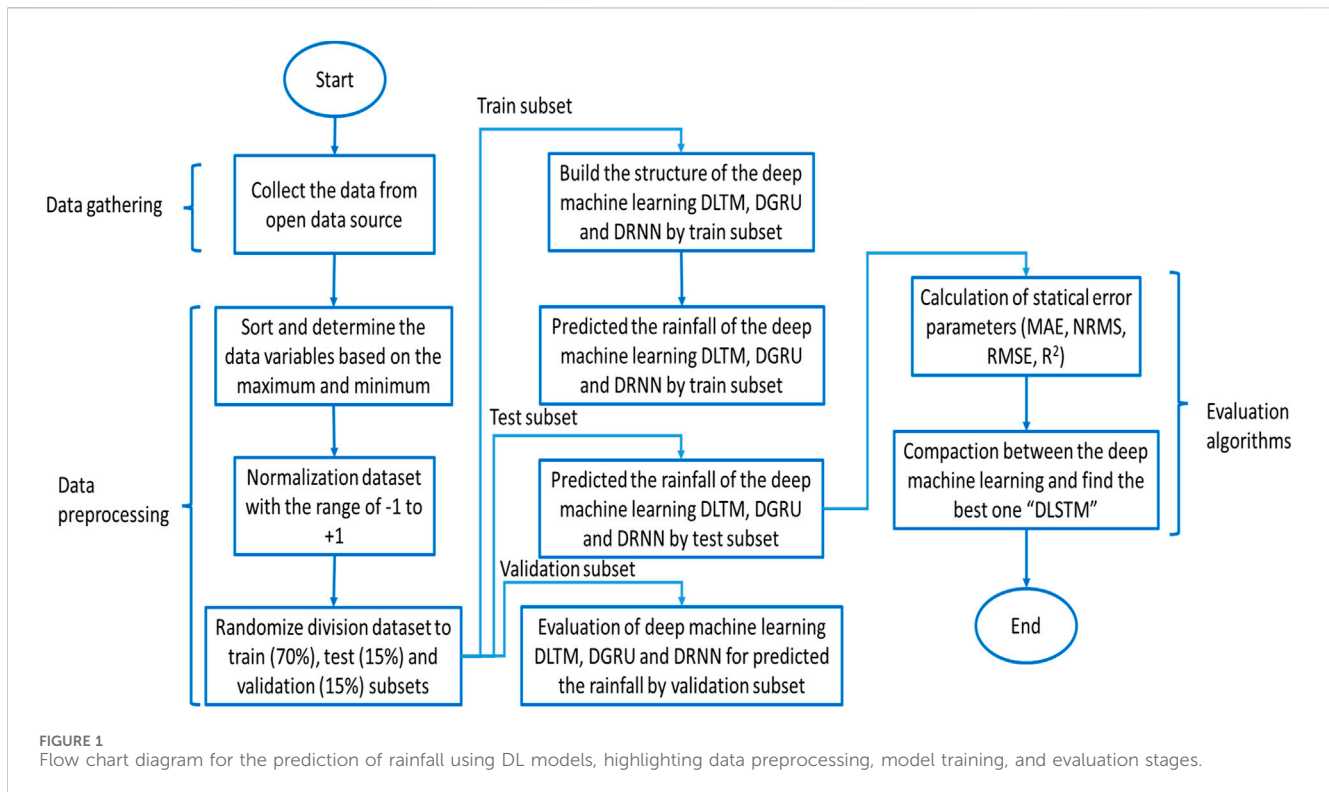 Start
Data gathering
Collect the data from
open data source
Data
preprocessing
Sort and determine the
data variables based on the
maximum and minimum
Normalization dataset
with the range of -1 to
+1
Randomize division dataset to
train (70%), test (15%) and
validation (15%) subsets
Train subset
Build the structure of the deep
machine learning DLTM, DGRU
and DRNN by train subset
Predicted the rainfall of the deep
machine learning DLTM, DGRU
and DRNN by train subset
Test subset
Predicted the rainfall of the deep
machine learning DLTM, DGRU
and DRNN by test subset
Validation subset
Evaluation of deep machine learning
DLTM, DGRU and DRNN for predicted
the rainfall by validation subset
Calculation of statical error
parameters (MAE, NRMS,
RMSE, R²)
Compaction between the deep
machine learning and find the
best one “DLSTM”
Evaluation
algorithms
End
FIGURE 1
Flow chart diagram for the prediction of rainfall using DL models, highlighting data preprocessing, model training, and evaluation stages.